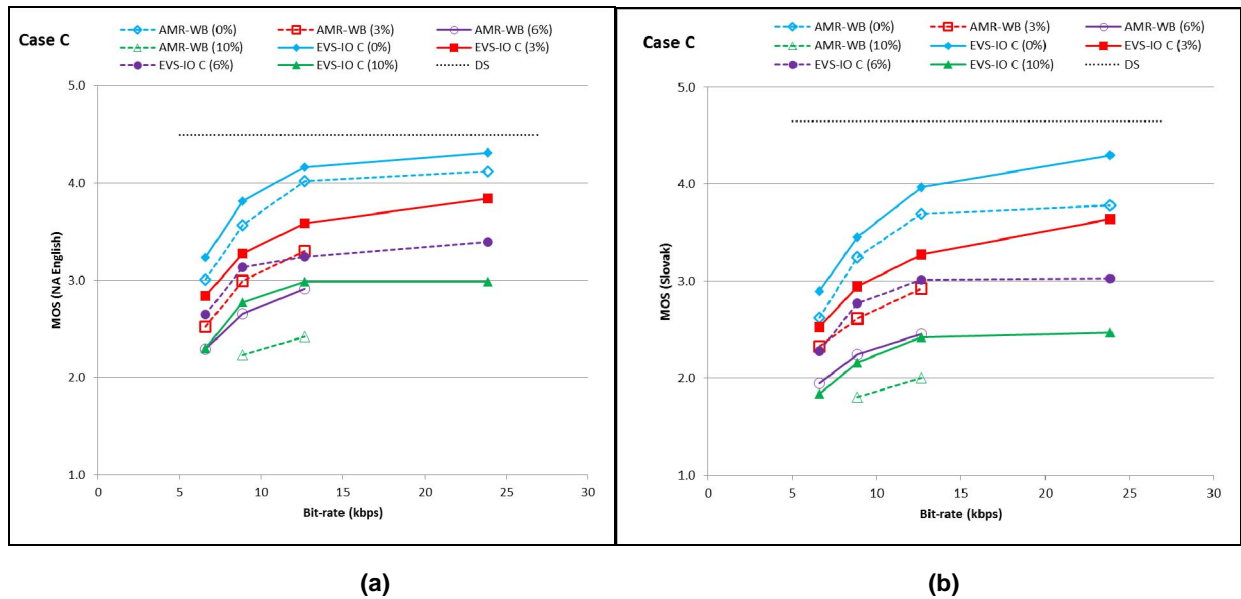 Case C
AMR-WB (0%) AMR-WB (3%) AMR-WB (6%)
AMR-WB (10%) EVS-IO C (0%) EVS-IO C (3%)
EVS-IO C (6%) EVS-IO C (10%) DS
5.0
4.0
3.0
2.0
1.0
MOS (NA English)
0 5 10 15 20 25 30
Bit-rate (kbps)
(a)
Case C
AMR-WB (0%) AMR-WB (3%) AMR-WB (6%)
AMR-WB (10%) EVS-IO C (0%) EVS-IO C (3%)
EVS-IO C (6%) EVS-IO C (10%) DS
5.0
4.0
3.0
2.0
1.0
MOS (Slovak)
0 5 10 15 20 25 30
Bit-rate (kbps)
(b)